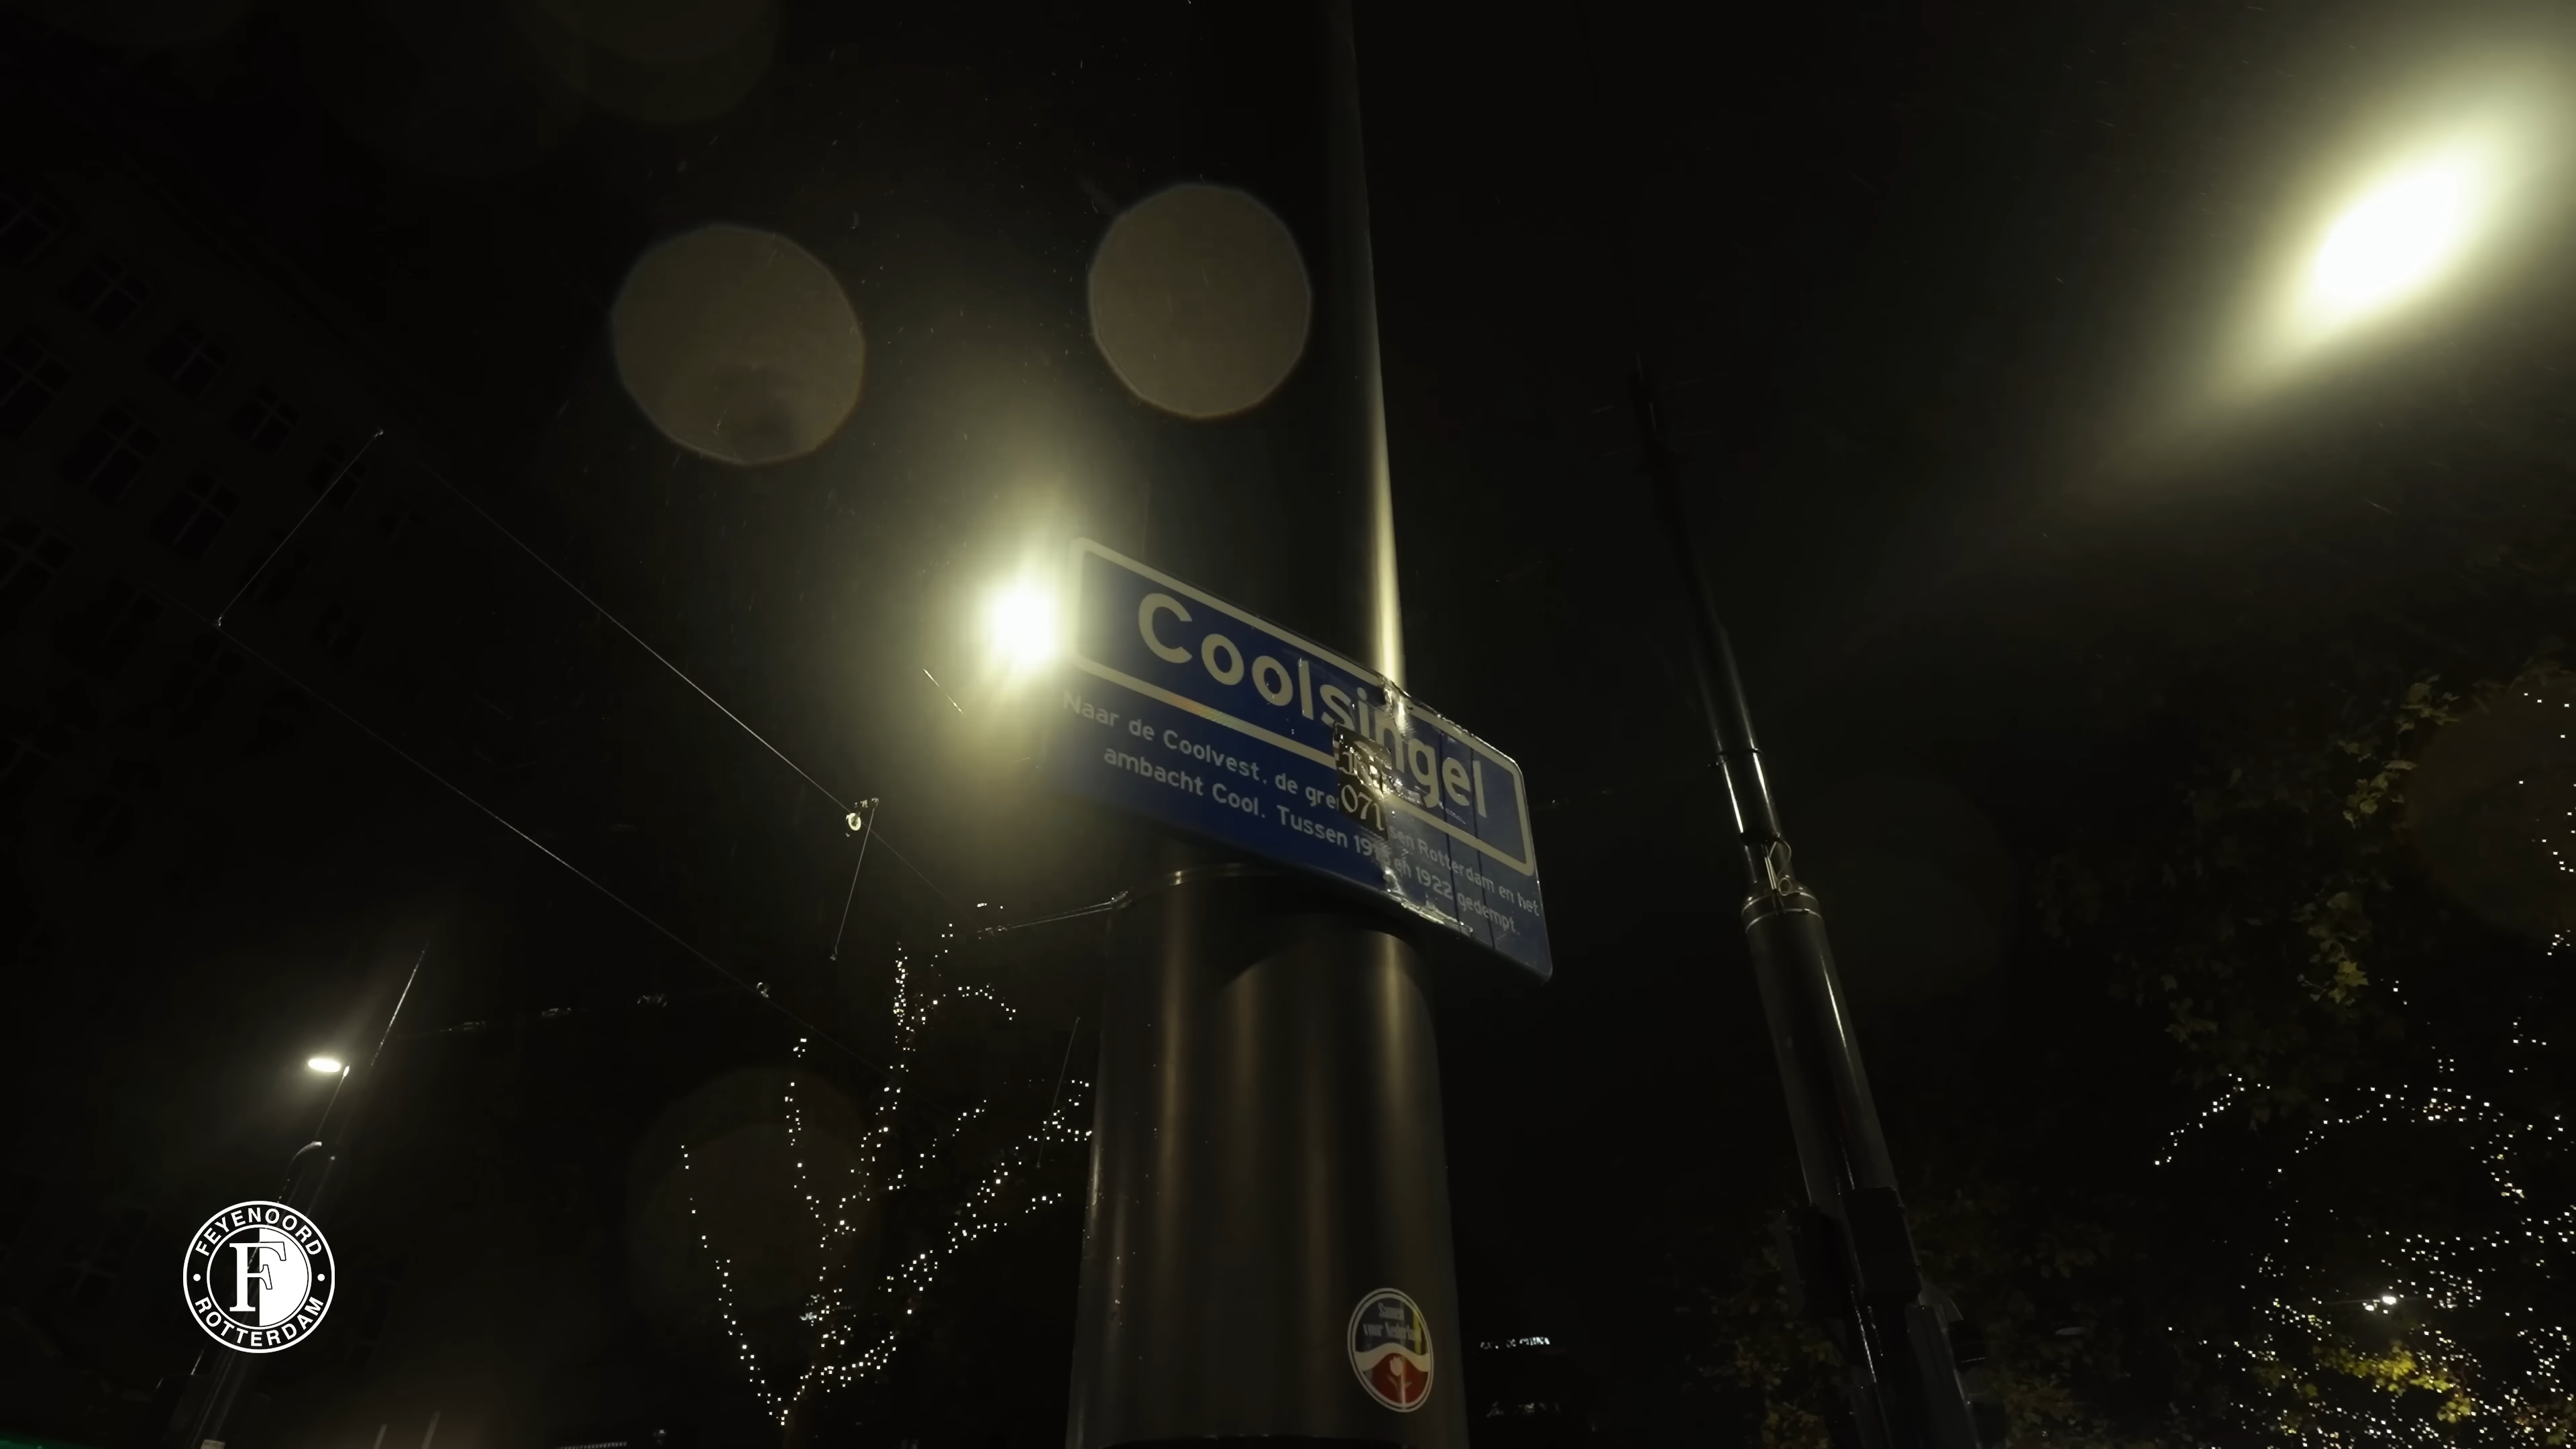 Coolsingel
Naar de Coolvest, de gre sen Rotterdam en het
ambacht Cool. Tussen 19 en 1922 gedempt.
071
FEYENOORD
F
ROTTERDAM